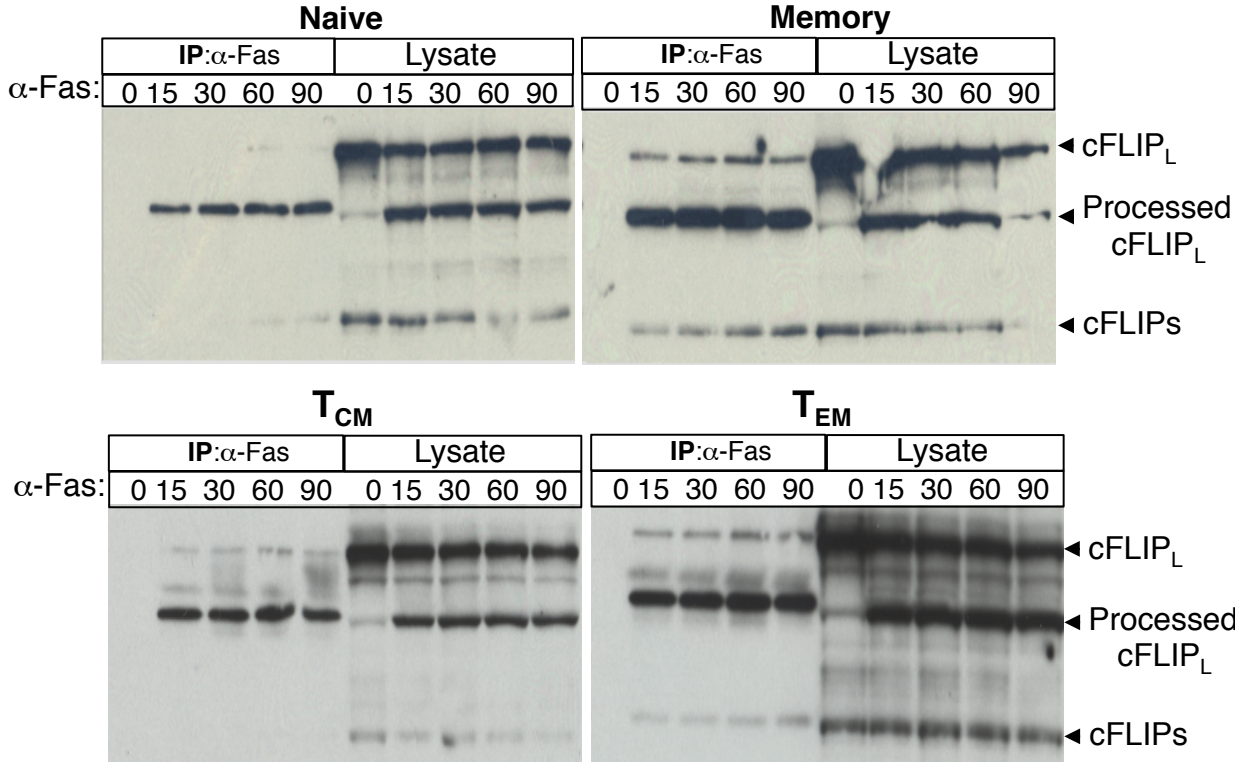 Naive Memory
IP:α-Fas Lysate IP:α-Fas Lysate
α-Fas: 0 15 30 60 90 0 15 30 60 90 0 15 30 60 90 0 15 30 60 90
cFLIPL
Processed
cFLIPL
cFLIPs
TCM TEM
IP:α-Fas Lysate IP:α-Fas Lysate
α-Fas: 0 15 30 60 90 0 15 30 60 90 0 15 30 60 90 0 15 30 60 90
cFLIPL
Processed
cFLIPL
cFLIPs